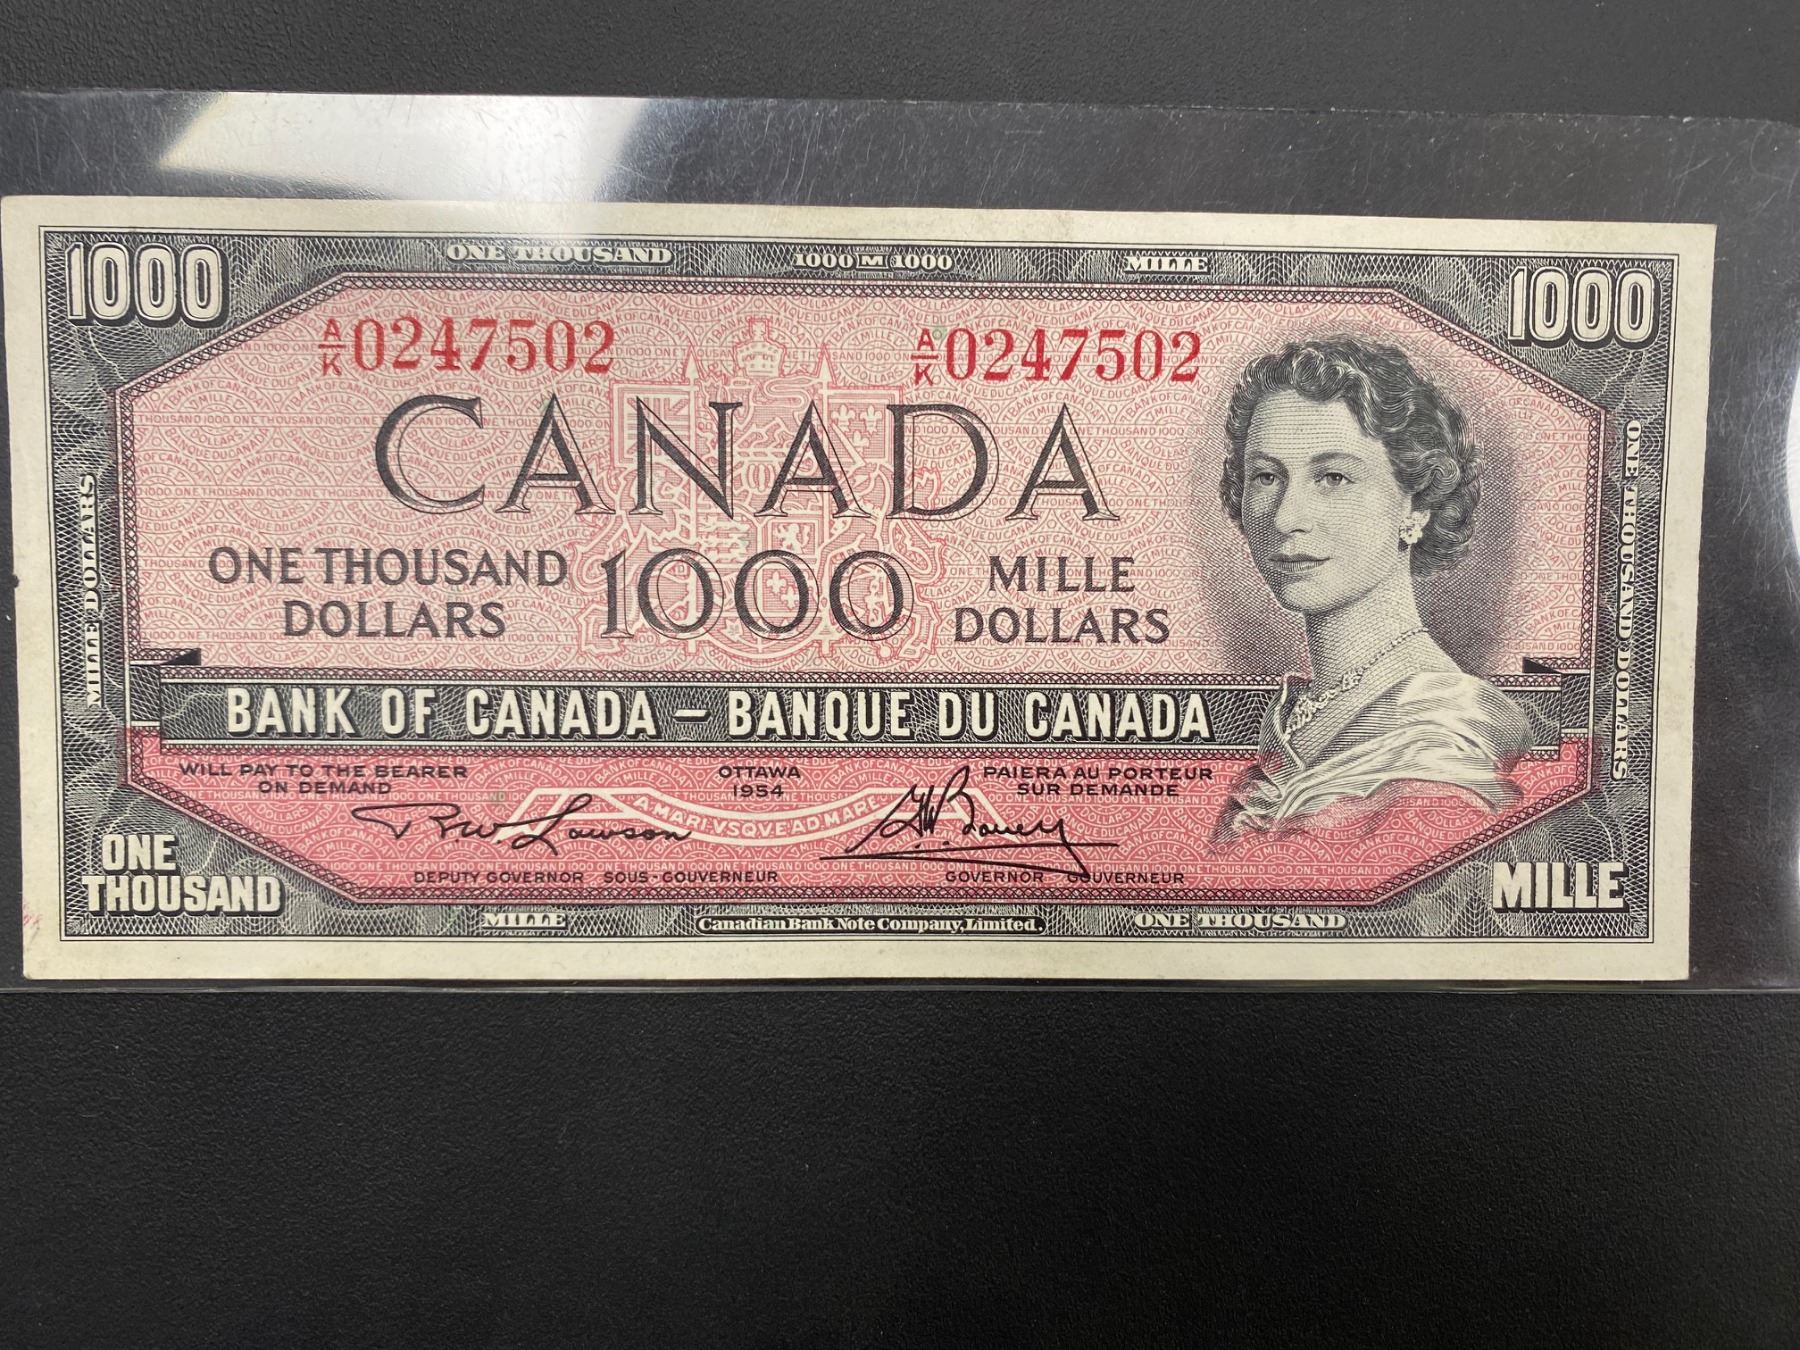 ONE THOUSAND 1000 M 1000 MILLE
1000 1000
A/K 0247502 A/K 0247502
CANADA
ONE THOUSAND DOLLARS
1000
MILLE DOLLARS
MILLE DOLLARS
ONE THOUSAND DOLLARS
BANK OF CANADA – BANQUE DU CANADA
WILL PAY TO THE BEARER
ON DEMAND
OTTAWA
1954
PAIERA AU PORTEUR
SUR DEMANDE
A·MARI·VSQVE·AD·MARE
R.W. Lawson
DEPUTY GOVERNOR SOUS-GOUVERNEUR
GOVERNOR GOUVERNEUR
ONE
THOUSAND
MILLE
MILLE Canadian Bank Note Company, Limited. ONE THOUSAND